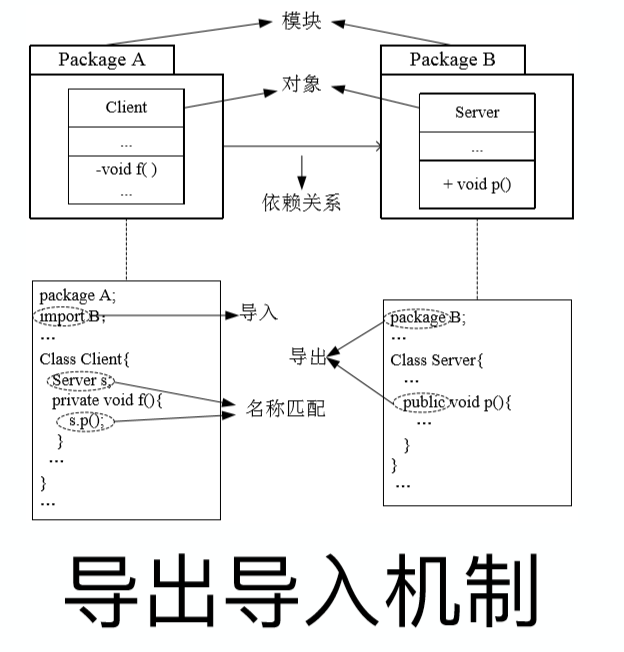 模块
Package A
Package B
对象
Client
...
-void f( )
...
Server
...
+ void p()
依赖关系
package A;
import B;
...
Class Client{
Server s;
private void f(){
s.p();
}
...
}
...
导入
导出
名称匹配
package B;
...
Class Server{
...
public void p(){
...
}
}
...
导出导入机制